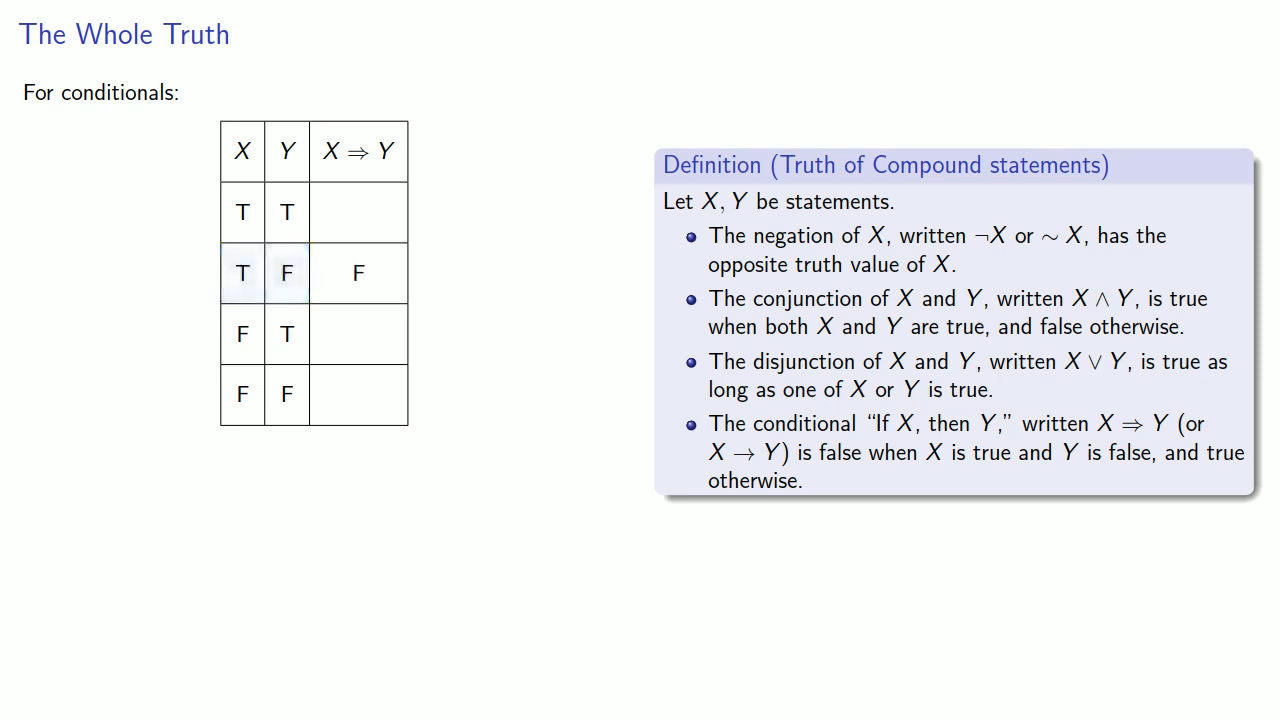 The Whole Truth
For conditionals:
X Y X ⇒ Y
T T
T F F
F T
F F
Definition (Truth of Compound statements)
Let X, Y be statements.
The negation of X, written ¬X or ∼ X, has the
opposite truth value of X.
The conjunction of X and Y, written X ∧ Y, is true
when both X and Y are true, and false otherwise.
The disjunction of X and Y, written X ∨ Y, is true as
long as one of X or Y is true.
The conditional “If X, then Y,” written X ⇒ Y (or
X → Y) is false when X is true and Y is false, and true
otherwise.